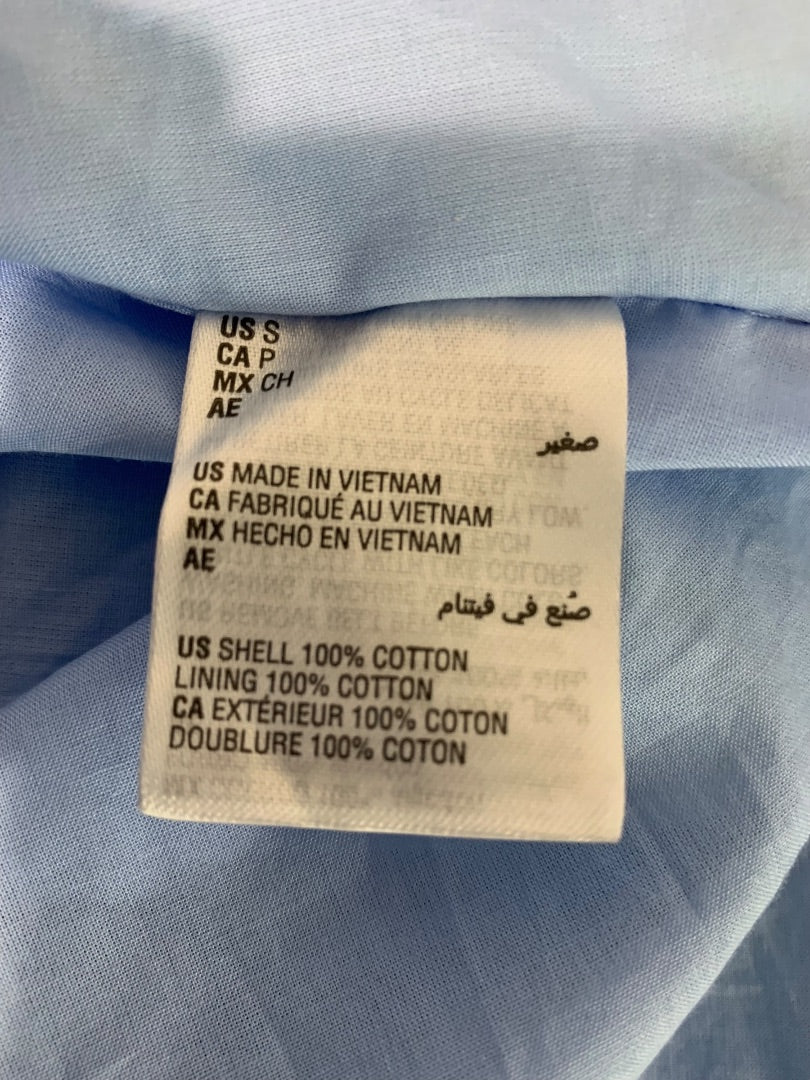 US S
CA P
MX CH
AE
صغير
US MADE IN VIETNAM
CA FABRIQUÉ AU VIETNAM
MX HECHO EN VIETNAM
AE
صُنع في فيتنام
US SHELL 100% COTTON
LINING 100% COTTON
CA EXTÉRIEUR 100% COTON
DOUBLURE 100% COTON